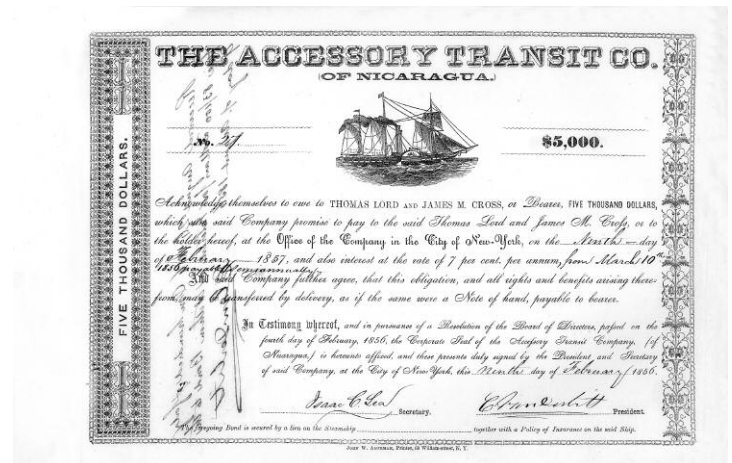 THE ACCESSORY TRANSIT CO.
(OF NICARAGUA.)
No. 27
$5,000.
FIVE THOUSAND DOLLARS.
Acknowledge themselves to owe to THOMAS LORD AND JAMES M. CROSS, or Bearer, FIVE THOUSAND DOLLARS,
which sum said Company promise to pay to the said Thomas Lord and James M. Cross, or to
the holder hereof, at the Office of the Company in the City of New-York, on the Ninth day
of February 1857, and also interest at the rate of 7 per cent. per annum, from March 10th
1856 payable Semiannually.
And said Company further agree, that this obligation, and all rights and benefits arising there-
from, may be transferred by delivery, as if the same were a Note of hand, payable to bearer.
In Testimony whereof, and in pursuance of a Resolution of the Board of Directors, passed on the
fourth day of February, 1856, the Corporate Seal of the Accessory Transit Company, (of
Nicaragua,) is hereunto affixed, and these presents duly signed by the President and Secretary
of said Company, at the City of New-York, this Ninth day of February 1856.
Isaac C Lea Secretary.
C Vanderbilt President.
The foregoing Bond is secured by a lien on the Steamship together with a Policy of Insurance on the said Ship.
JOHN W. AMERMAN, Printer, William-street, N. Y.